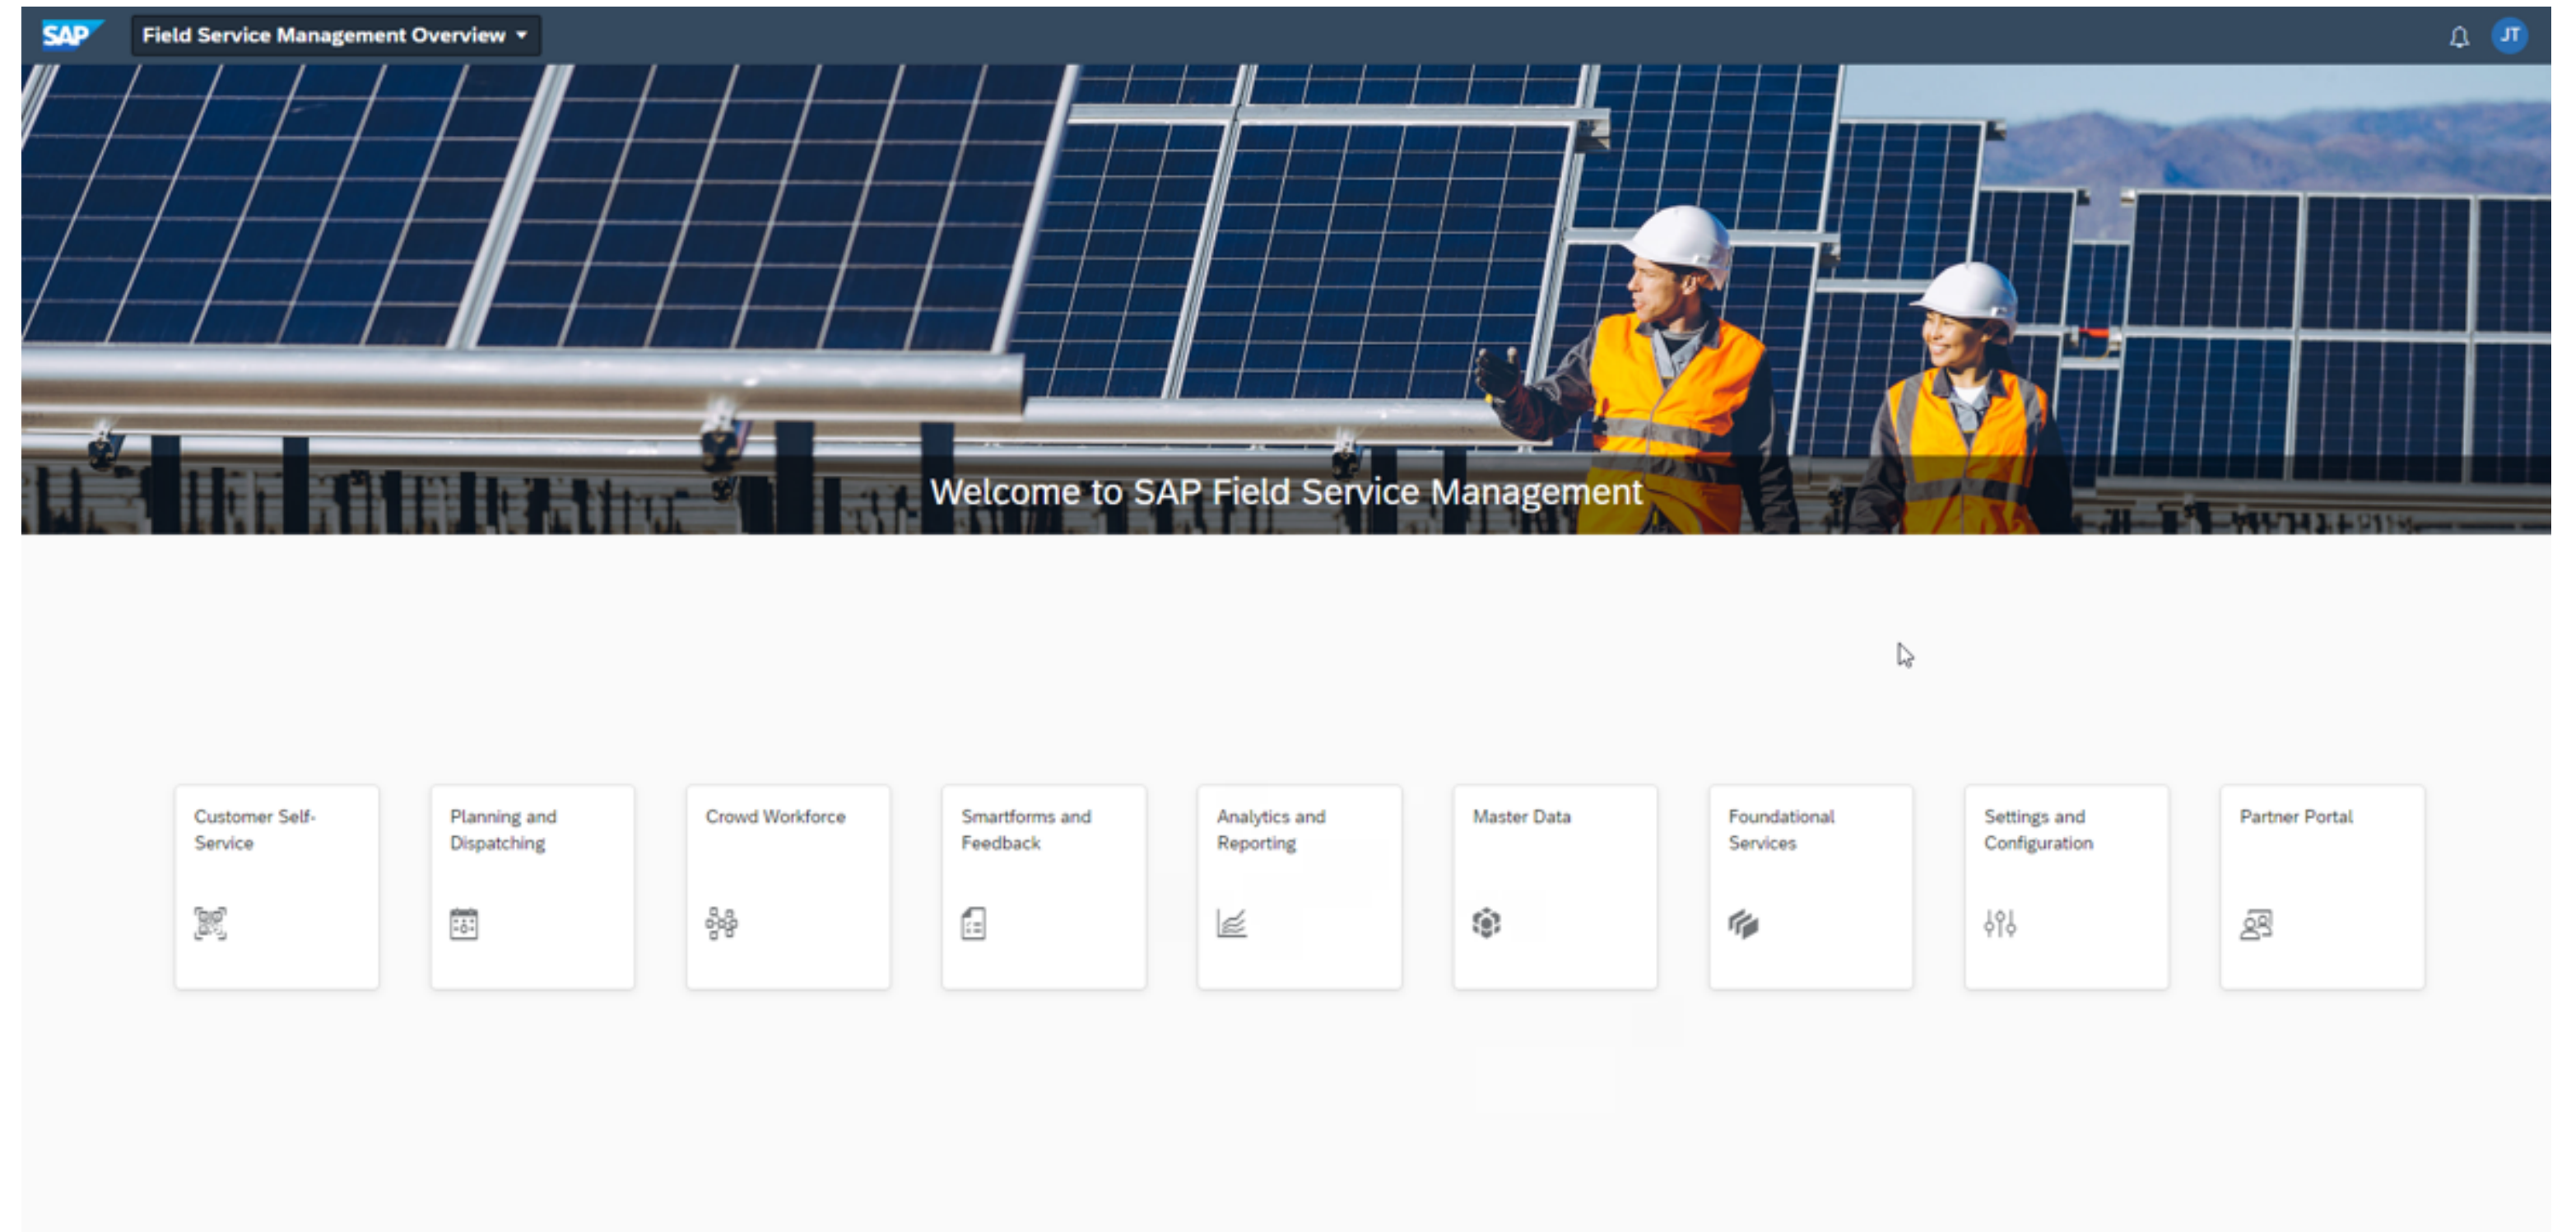 SAP Field Service Management Overview
JT
Welcome to SAP Field Service Management
Customer Self-
Service
Planning and
Dispatching
Crowd Workforce
Smartforms and
Feedback
Analytics and
Reporting
Master Data
Foundational
Services
Settings and
Configuration
Partner Portal